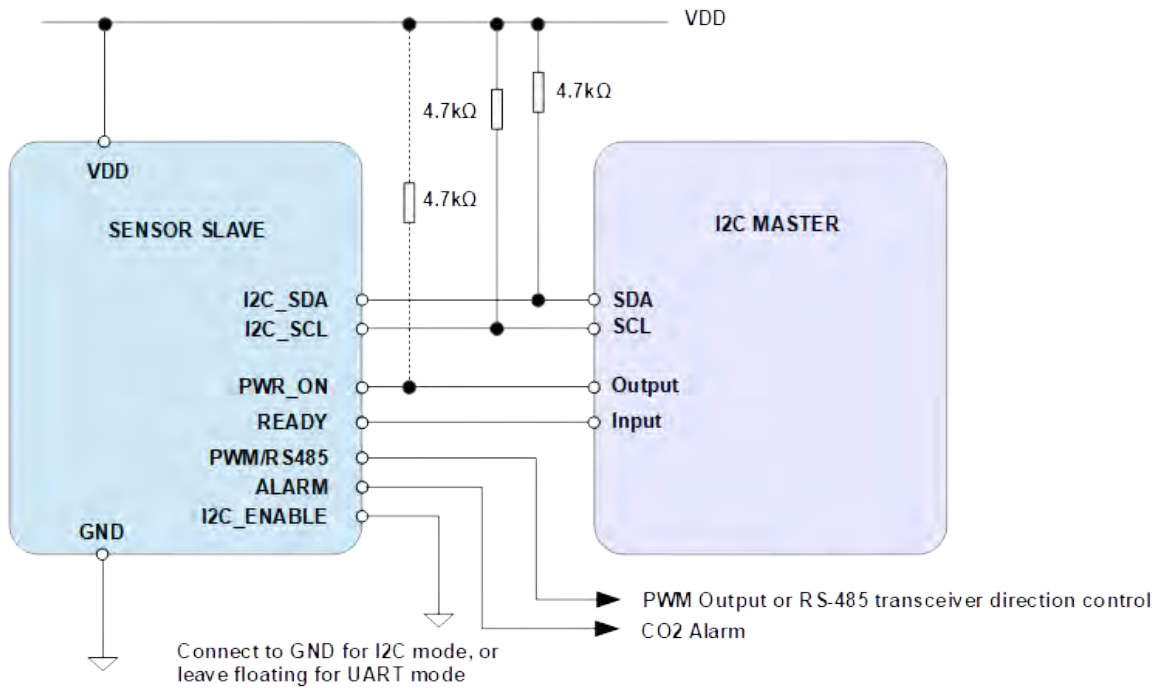 VDD
4.7kΩ
4.7kΩ
4.7kΩ
VDD
SENSOR SLAVE
I2C MASTER
I2C_SDA
SDA
I2C_SCL
SCL
PWR_ON
Output
READY
Input
PWM/RS485
ALARM
I2C_ENABLE
GND
PWM Output or RS-485 transceiver direction control
CO2 Alarm
Connect to GND for I2C mode, or
leave floating for UART mode